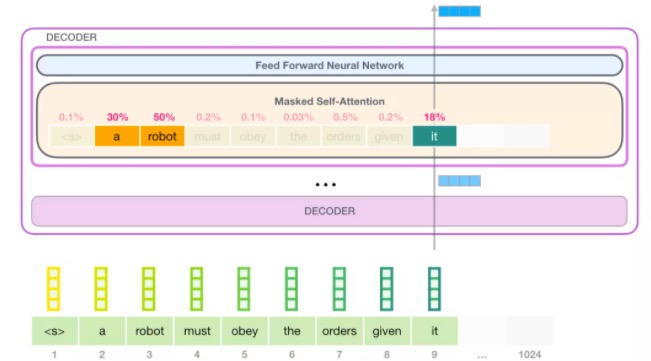 DECODER
Feed Forward Neural Network
Masked Self-Attention
0.1% 30% 50% 0.2% 0.1% 0.03% 0.5% 0.2% 18%
<s> a robot must obey the orders given it
...
DECODER
<s> a robot must obey the orders given it
1 2 3 4 5 6 7 8 9 ... 1024